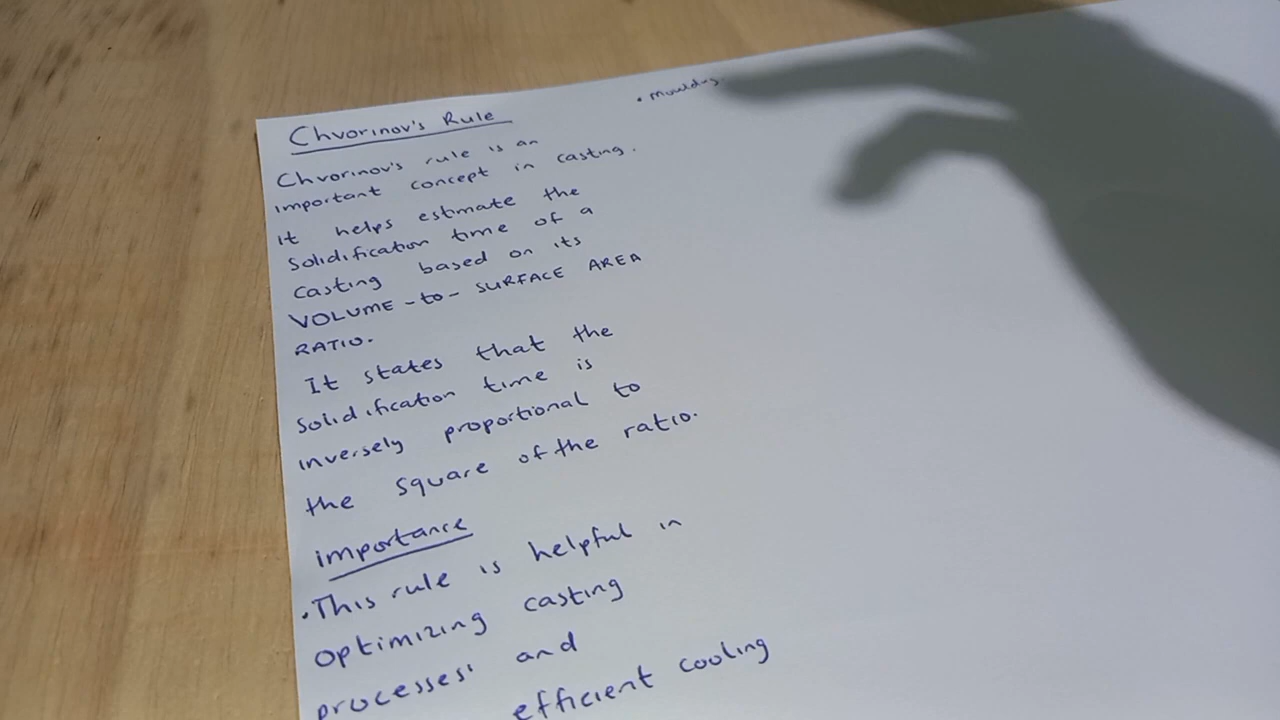 Chvorinov's Rule
• Moulding
Chvorinov's rule is an
important concept in casting.
it helps estimate the
Solidification time of a
Casting based on its
VOLUME-to-SURFACE AREA
RATIO.
It states that the
Solidification time is
inversely proportional to
the square of the ratio.
importance
•This rule is helpful in
optimizing casting
processes' and
efficient cooling